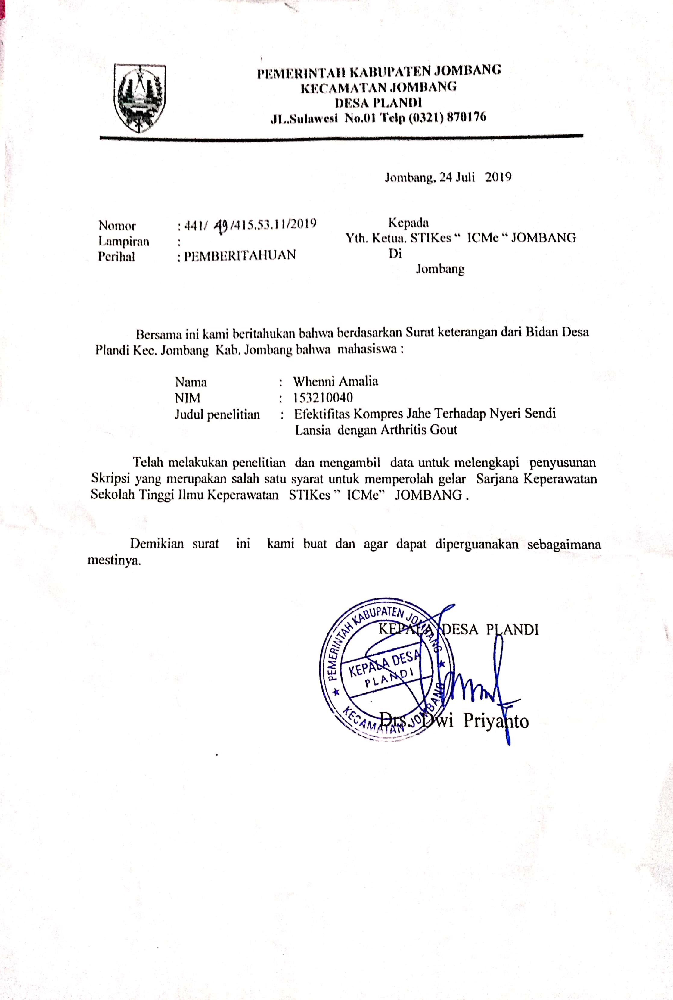 PEMERINTAH KABUPATEN JOMBANG
KECAMATAN JOMBANG
DESA PLANDI
JL.Sulawesi No.01 Telp (0321) 870176
Jombang, 24 Juli 2019
Nomor : 441/ 49/415.53.11/2019
Lampiran :
Perihal : PEMBERITAHUAN
Kepada
Yth. Ketua. STIKes “ ICMe “ JOMBANG
Di
Jombang
Bersama ini kami beritahukan bahwa berdasarkan Surat keterangan dari Bidan Desa
Plandi Kec. Jombang Kab. Jombang bahwa mahasiswa :
Nama : Whenni Amalia
NIM : 153210040
Judul penelitian : Efektifitas Kompres Jahe Terhadap Nyeri Sendi
Lansia dengan Arthritis Gout
Telah melakukan penelitian dan mengambil data untuk melengkapi penyusunan
Skripsi yang merupakan salah satu syarat untuk memperolah gelar Sarjana Keperawatan
Sekolah Tinggi Ilmu Keperawatan STIKes ” ICMe” JOMBANG .
Demikian surat ini kami buat dan agar dapat diperguanakan sebagaimana
mestinya.
KEPALA DESA PLANDI
PEMERINTAH KABUPATEN JOMBANG
KEPALA DESA
PLANDI
KECAMATAN JOMBANG
Drs. Dwi Priyanto